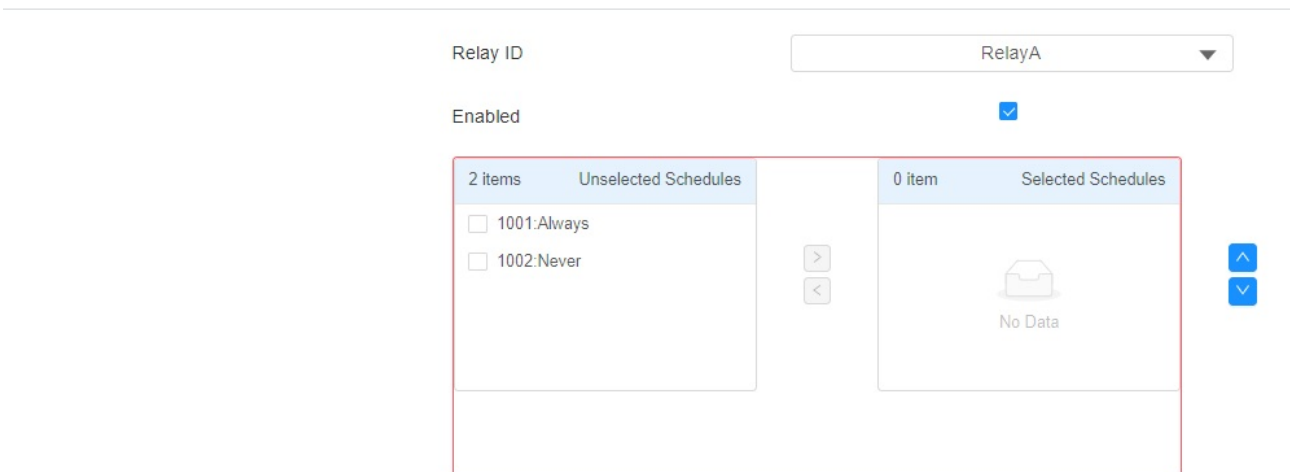 Relay ID
RelayA
Enabled
2 items Unselected Schedules
0 item Selected Schedules
1001:Always
1002:Never
No Data